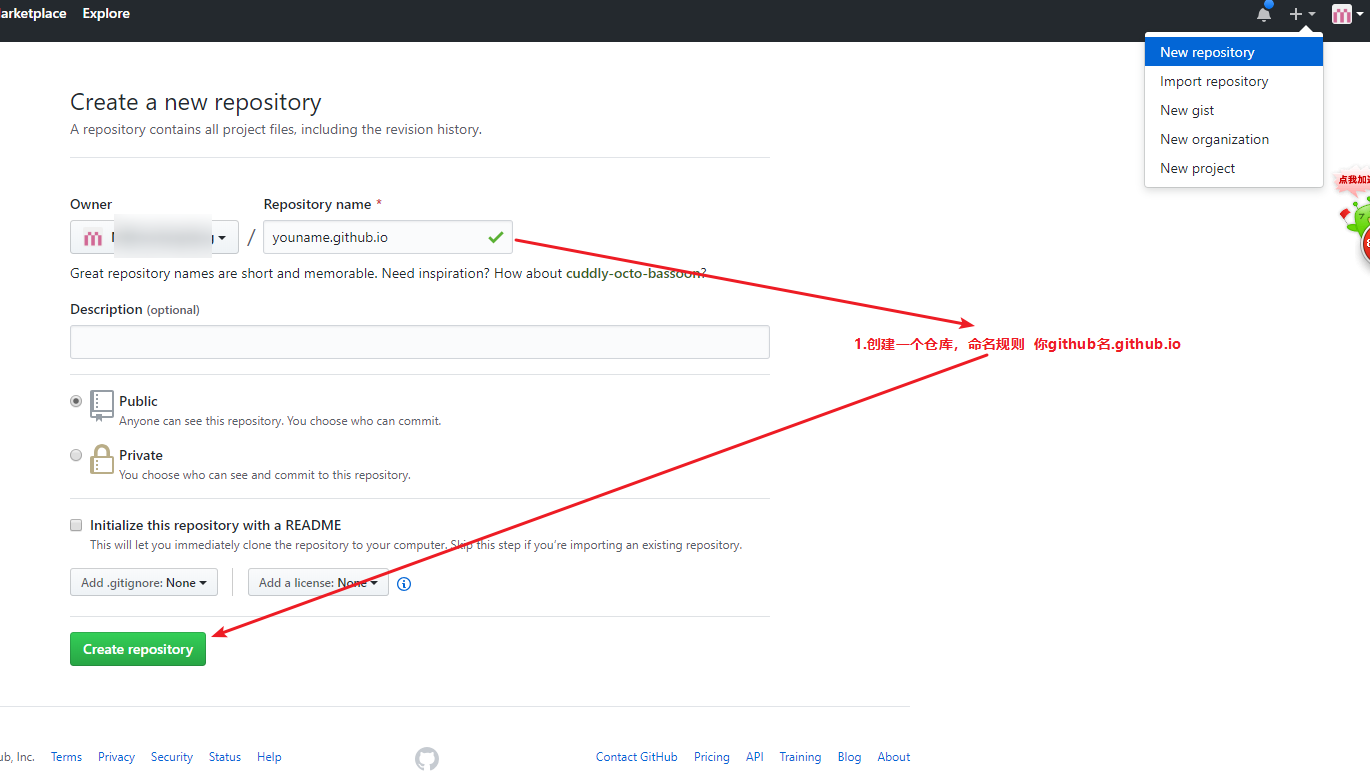 arketplace Explore
New repository
Import repository
New gist
New organization
New project
Create a new repository
A repository contains all project files, including the revision history.
点我加速
Owner Repository name *
/ youname.github.io
Great repository names are short and memorable. Need inspiration? How about cuddly-octo-bassoon?
Description (optional)
1.创建一个仓库，命名规则 你github名.github.io
Public
Anyone can see this repository. You choose who can commit.
Private
You choose who can see and commit to this repository.
Initialize this repository with a README
This will let you immediately clone the repository to your computer. Skip this step if you're importing an existing repository.
Add .gitignore: None Add a license: None
Create repository
ub, Inc. Terms Privacy Security Status Help Contact GitHub Pricing API Training Blog About